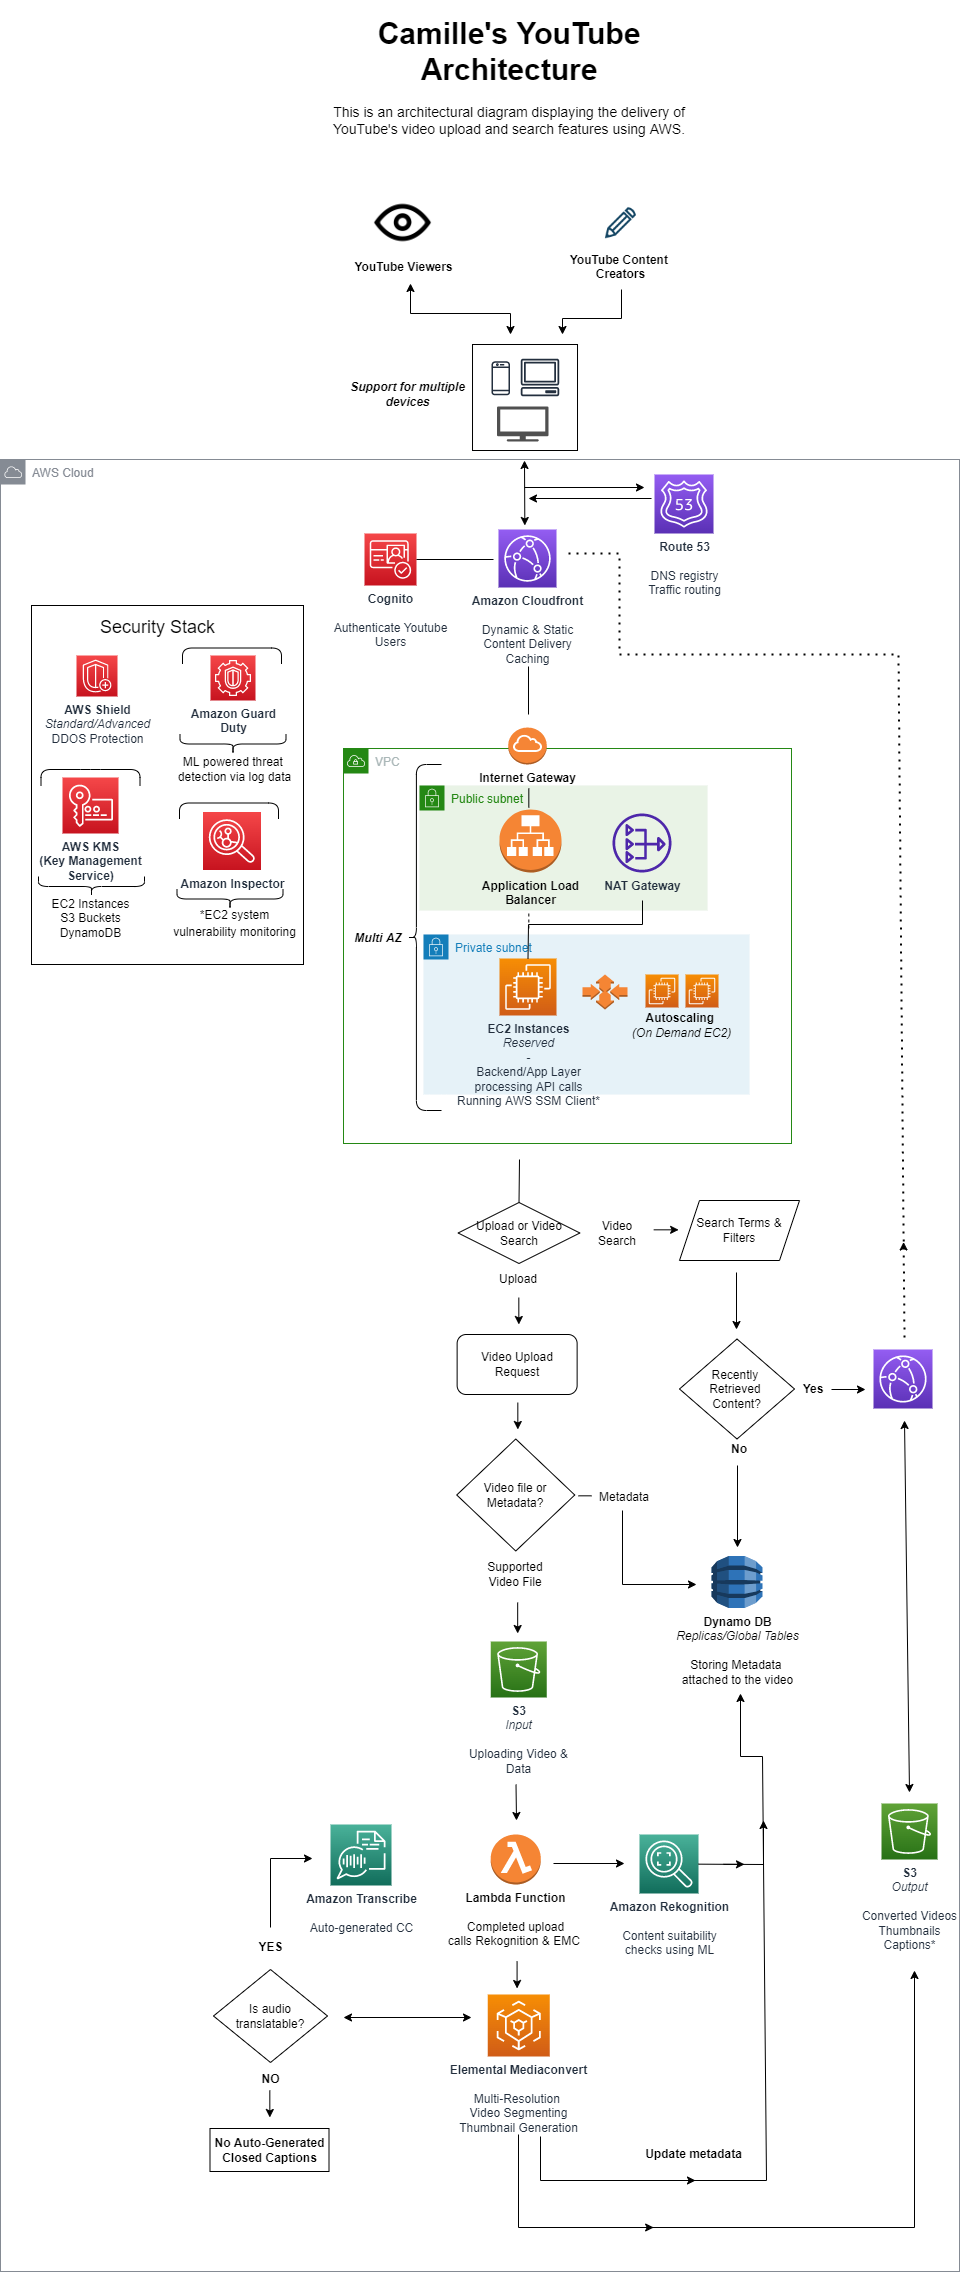 Camille's YouTube
Architecture
This is an architectural diagram displaying the delivery of
YouTube's video upload and search features using AWS.
YouTube Viewers
YouTube Content
Creators
Support for multiple
devices
AWS Cloud
53
Route 53
DNS registry
Traffic routing
Cognito
Authenticate Youtube
Users
Amazon Cloudfront
Dynamic & Static
Content Delivery
Caching
Security Stack
AWS Shield
Standard/Advanced
DDOS Protection
Amazon Guard
Duty
ML powered threat
detection via log data
AWS KMS
(Key Management
Service)
EC2 Instances
S3 Buckets
DynamoDB
Amazon Inspector
*EC2 system
vulnerability monitoring
VPC
Internet Gateway
Public subnet
Application Load
Balancer
NAT Gateway
Multi AZ
Private subnet
EC2 Instances
Reserved
-
Backend/App Layer
processing API calls
Running AWS SSM Client*
Autoscaling
(On Demand EC2)
Upload or Video
Search
Video
Search
Search Terms &
Filters
Upload
Video Upload
Request
Recently
Retrieved
Content?
Yes
No
Video file or
Metadata?
Metadata
Supported
Video File
Dynamo DB
Replicas/Global Tables
Storing Metadata
attached to the video
S3
Input
Uploading Video &
Data
Lambda Function
Completed upload
calls Rekognition & EMC
Amazon Rekognition
Content suitability
checks using ML
S3
Output
Converted Videos
Thumbnails
Captions*
Amazon Transcribe
Auto-generated CC
YES
Is audio
translatable?
NO
No Auto-Generated
Closed Captions
Elemental Mediaconvert
Multi-Resolution
Video Segmenting
Thumbnail Generation
Update metadata